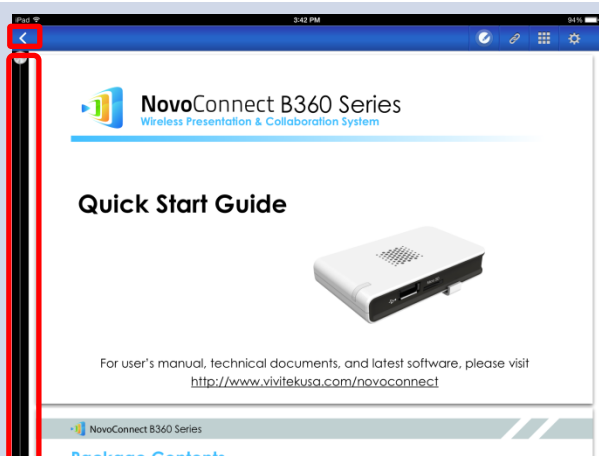 iPad 3:42 PM 94%
NovoConnect B360 Series
Wireless Presentation & Collaboration System
Quick Start Guide
For user's manual, technical documents, and latest software, please visit
http://www.vivitekusa.com/novoconnect
NovoConnect B360 Series
Package Contents